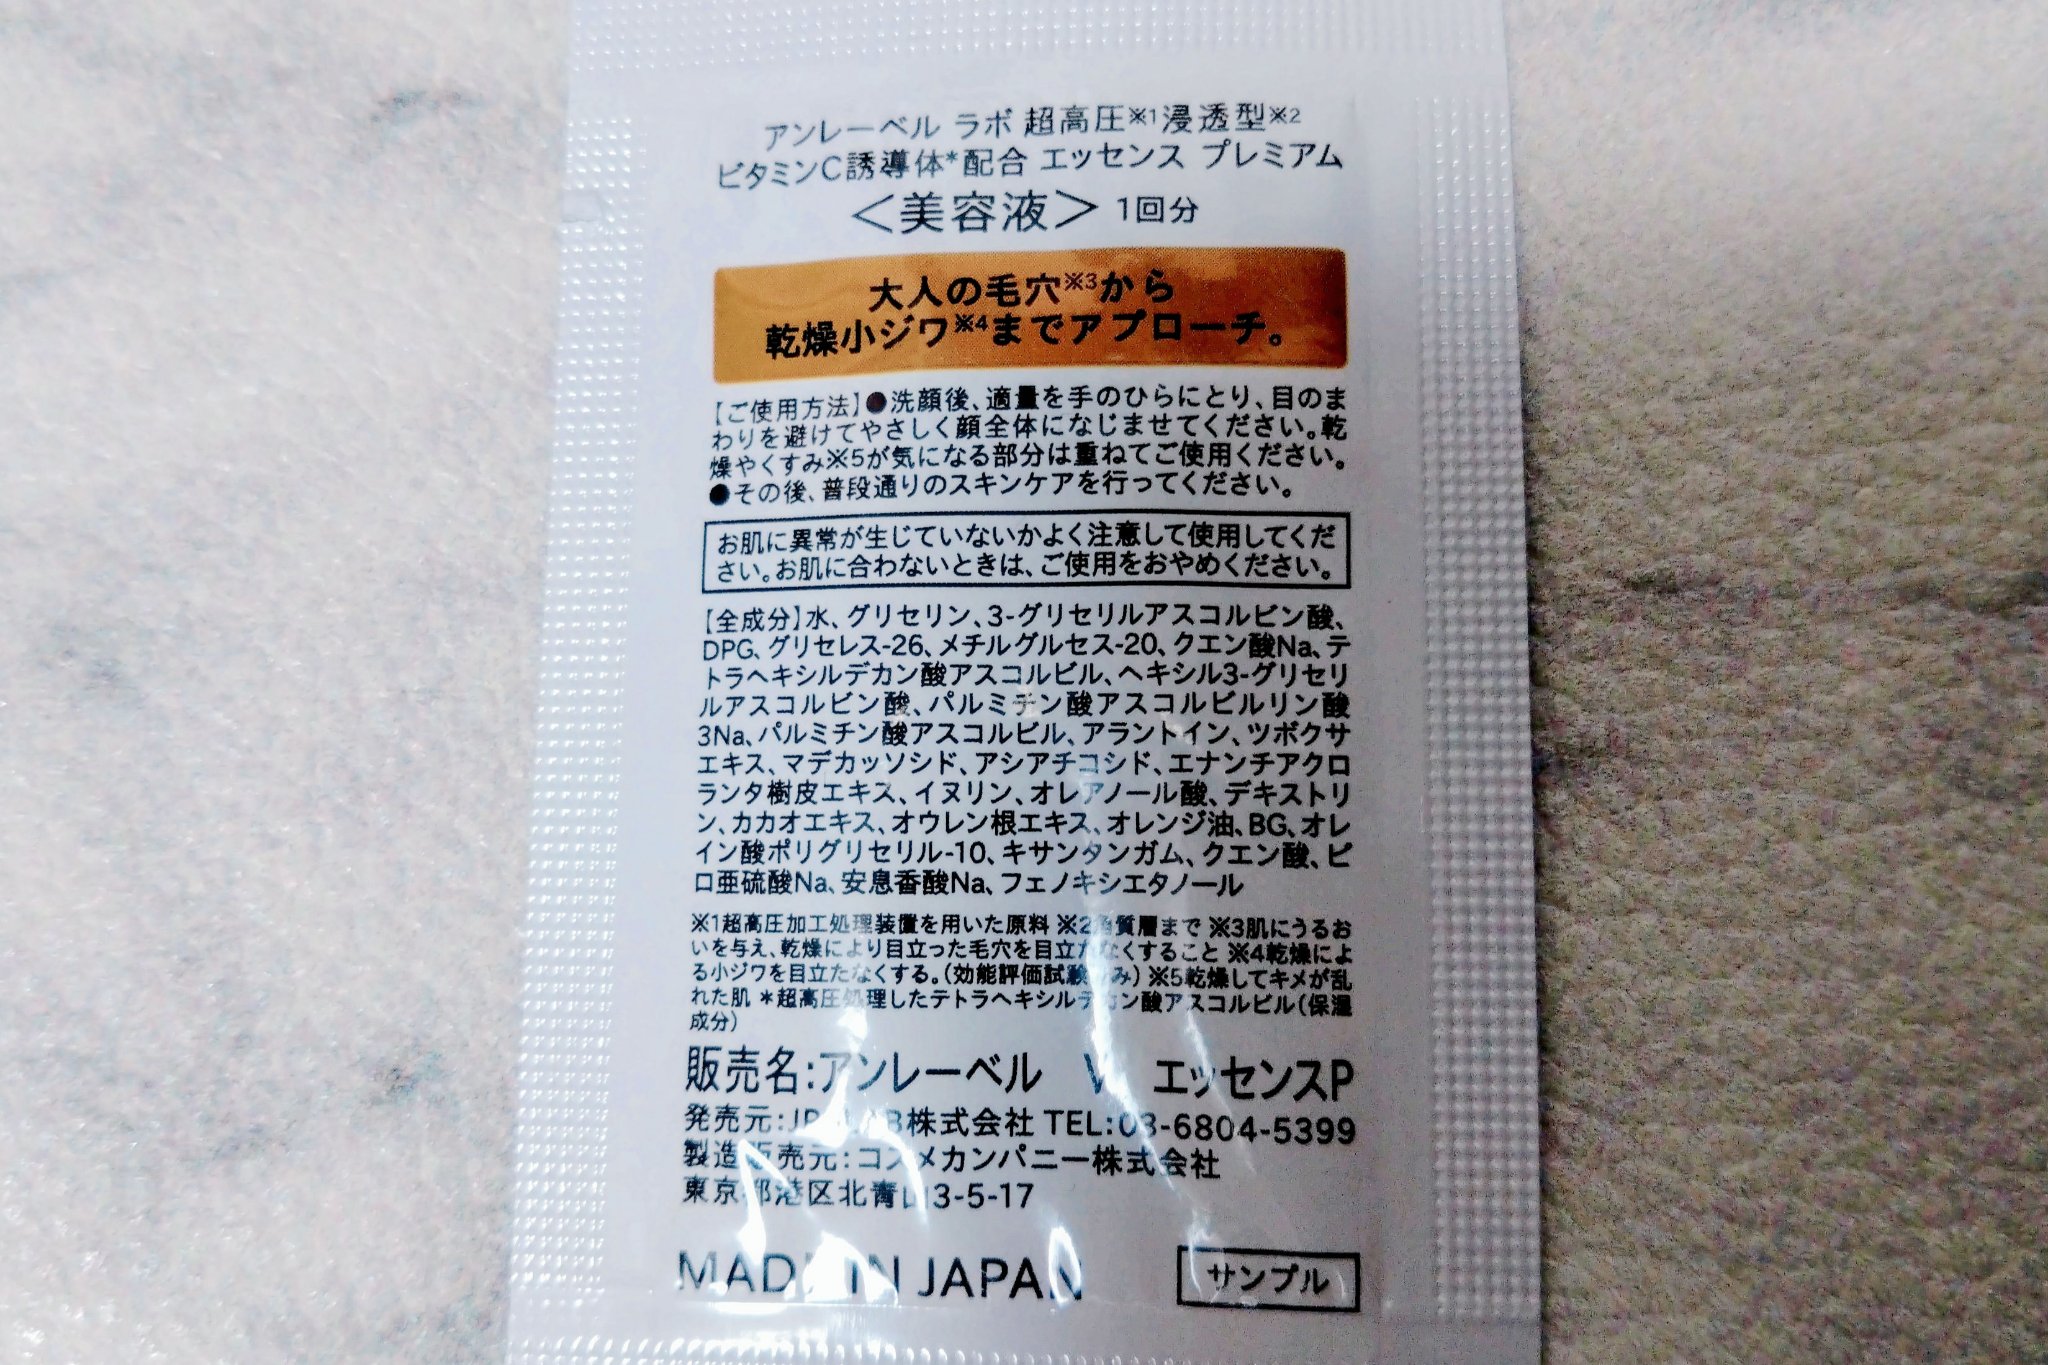 アンレーベル ラボ 超高圧※1浸透型※2
ビタミンC誘導体*配合 エッセンス プレミアム
＜美容液＞ 1回分
大人の毛穴※3から
乾燥小ジワ※4までアプローチ。
【ご使用方法】●洗顔後、適量を手のひらにとり、目のま
わりを避けてやさしく顔全体になじませてください。乾
燥やくすみ※5が気になる部分は重ねてご使用ください。
●その後、普段通りのスキンケアを行ってください。
お肌に異常が生じていないかよく注意して使用してくだ
さい。お肌に合わないときは、ご使用をおやめください。
【全成分】水、グリセリン、3-グリセリルアスコルビン酸、
DPG、グリセレス-26、メチルグルセス-20、クエン酸Na、テ
トラヘキシルデカン酸アスコルビル、ヘキシル3-グリセリ
ルアスコルビン酸、パルミチン酸アスコルビルリン酸
3Na、パルミチン酸アスコルビル、アラントイン、ツボクサ
エキス、マデカッソシド、アシアチコシド、エナンチアクロ
ランタ樹皮エキス、イヌリン、オレアノール酸、デキストリ
ン、カカオエキス、オウレン根エキス、オレンジ油、BG、オレ
イン酸ポリグリセリル-10、キサンタンガム、クエン酸、ピ
ロ亜硫酸Na、安息香酸Na、フェノキシエタノール
※1超高圧加工処理装置を用いた原料 ※2角質層まで ※3肌にうるお
いを与え、乾燥により目立った毛穴を目立たなくすること ※4乾燥によ
る小ジワを目立たなくする。（効能評価試験済み）※5乾燥してキメが乱
れた肌 *超高圧処理したテトラヘキシルデカン酸アスコルビル（保湿
成分）
販売名:アンレーベル V エッセンスP
発売元:株式会社 TEL:03-6804-5399
製造販売元:コスメカンパニー株式会社
東京都港区北青山3-5-17
MADE IN JAPAN
サンプル